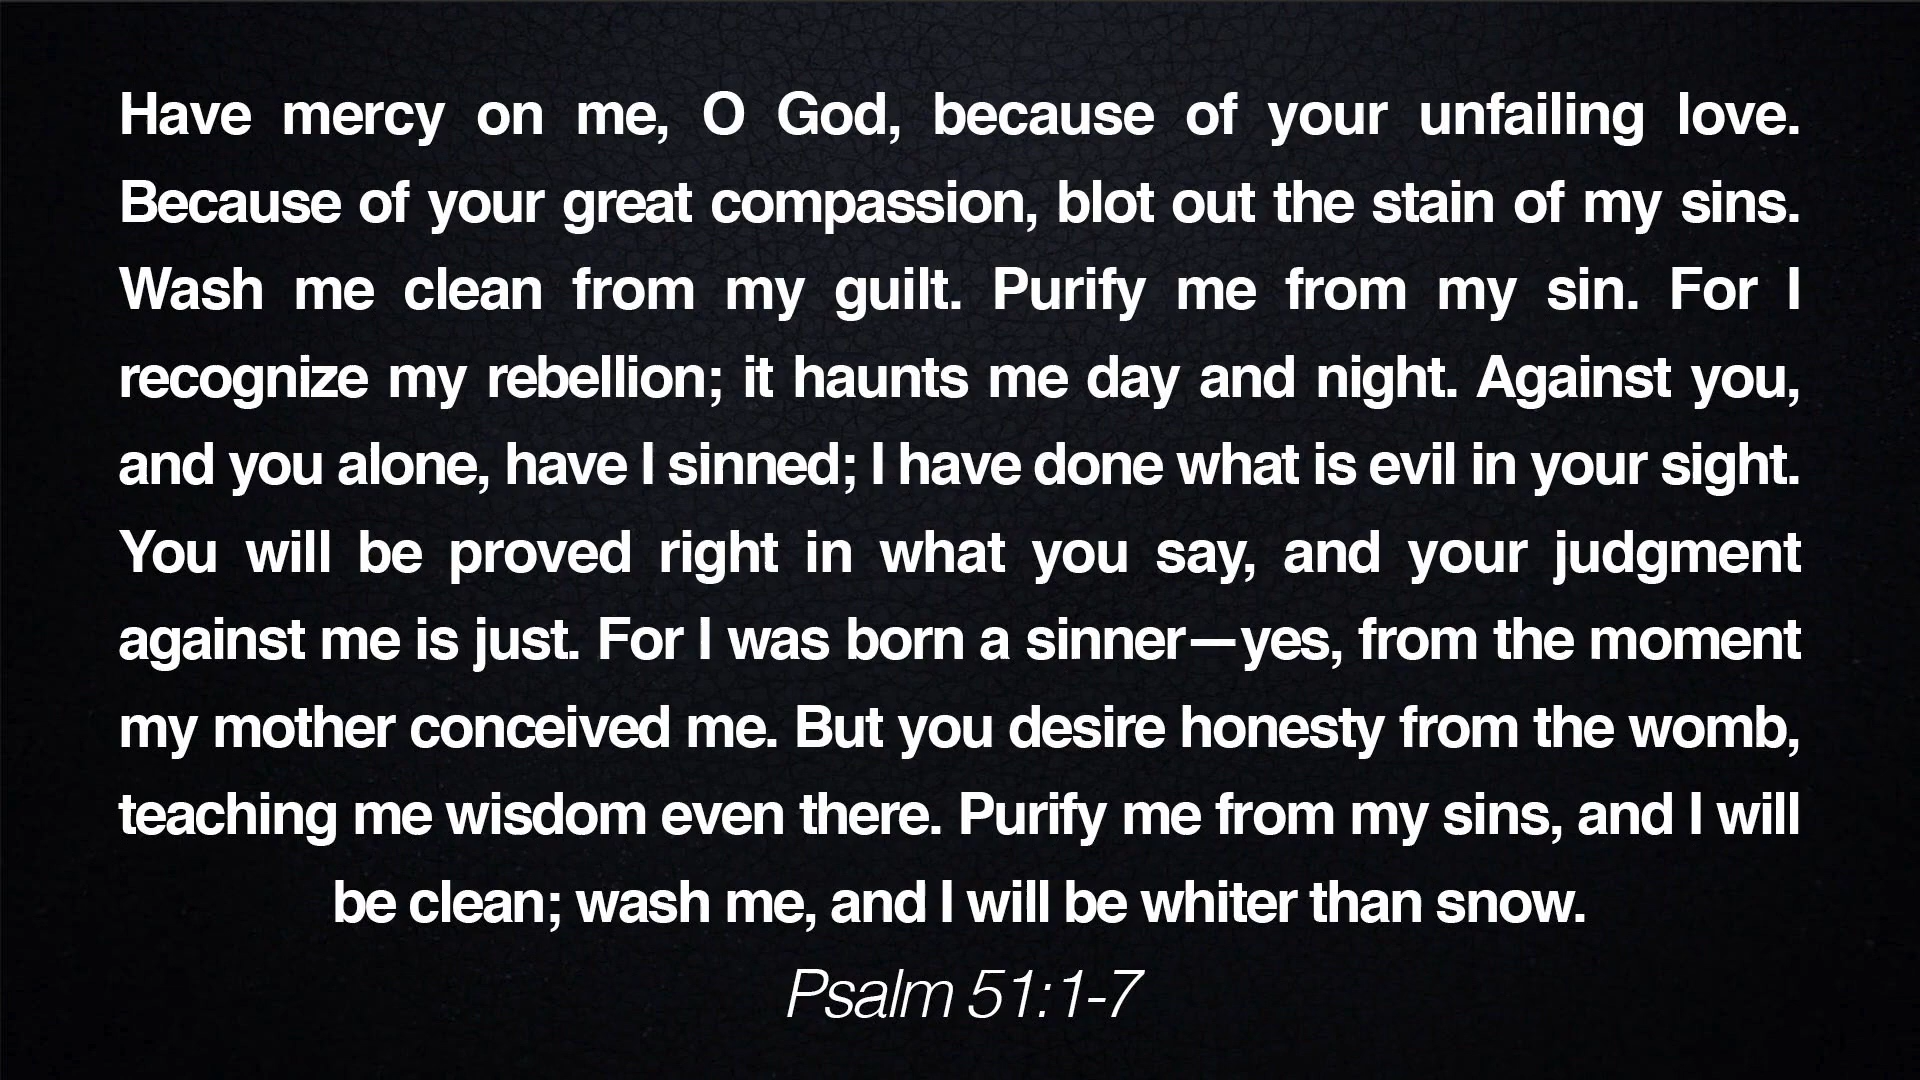 Have mercy on me, O God, because of your unfailing love.
Because of your great compassion, blot out the stain of my sins.
Wash me clean from my guilt. Purify me from my sin. For I
recognize my rebellion; it haunts me day and night. Against you,
and you alone, have I sinned; I have done what is evil in your sight.
You will be proved right in what you say, and your judgment
against me is just. For I was born a sinner—yes, from the moment
my mother conceived me. But you desire honesty from the womb,
teaching me wisdom even there. Purify me from my sins, and I will
be clean; wash me, and I will be whiter than snow.
Psalm 51:1-7